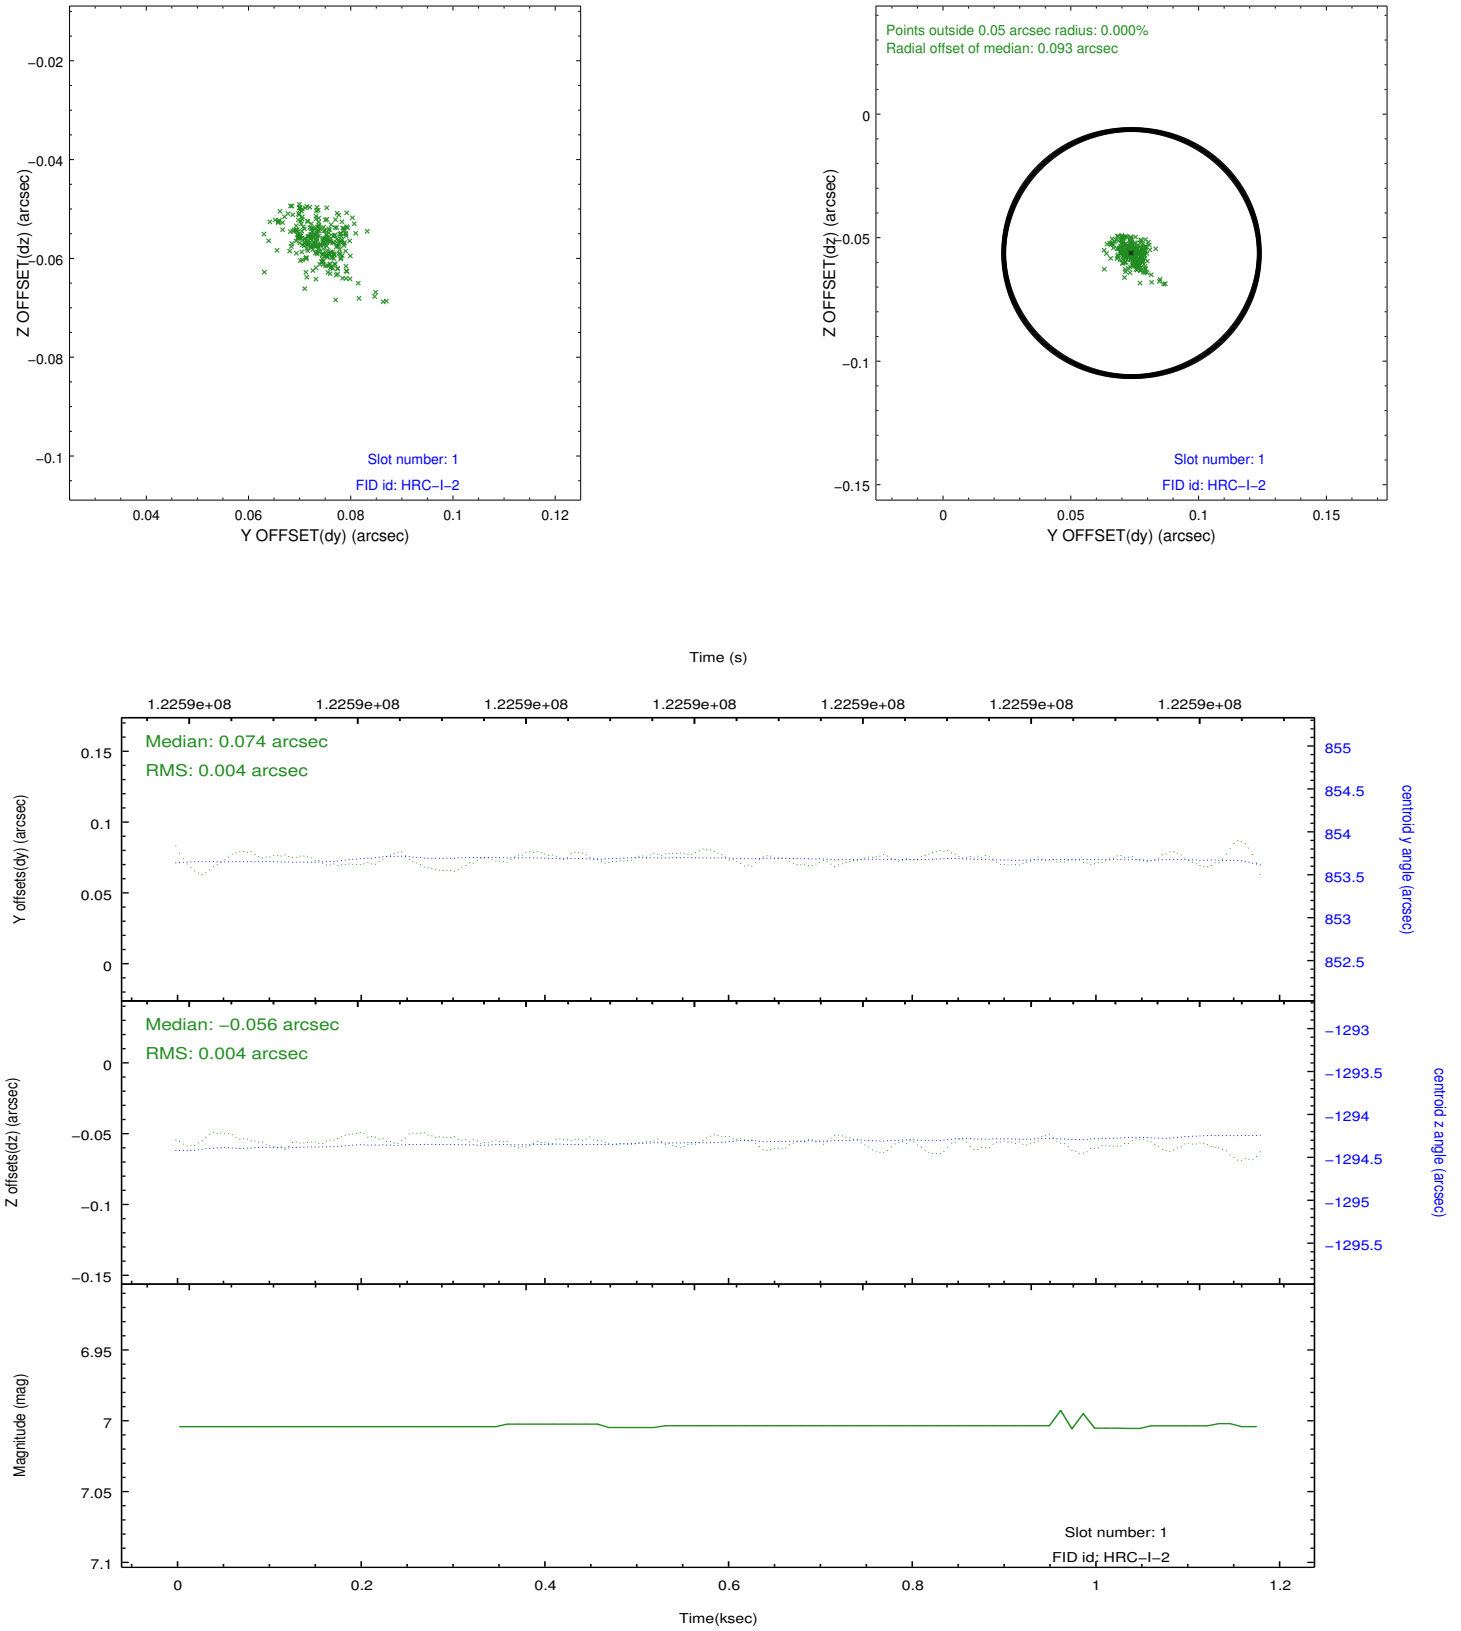 −0.02
−0.04
−0.06
−0.08
−0.1
Z OFFSET(dz) (arcsec)
Slot number: 1
FID id: HRC−I−2
0.04 0.06 0.08 0.1 0.12
Y OFFSET(dy) (arcsec)
Points outside 0.05 arcsec radius: 0.000%
Radial offset of median: 0.093 arcsec
0
−0.05
−0.1
−0.15
Z OFFSET(dz) (arcsec)
Slot number: 1
FID id: HRC−I−2
0 0.05 0.1 0.15
Y OFFSET(dy) (arcsec)
Time (s)
1.2259e+08 1.2259e+08 1.2259e+08 1.2259e+08 1.2259e+08 1.2259e+08 1.2259e+08
Median: 0.074 arcsec
RMS: 0.004 arcsec
0.15
0.1
0.05
0
Y offsets(dy) (arcsec)
855
854.5
854
853.5
853
852.5
centroid y angle (arcsec)
Median: −0.056 arcsec
RMS: 0.004 arcsec
0
−0.05
−0.1
−0.15
Z offsets(dz) (arcsec)
−1293
−1293.5
−1294
−1294.5
−1295
−1295.5
centroid z angle (arcsec)
6.95
7
7.05
7.1
Magnitude (mag)
Slot number: 1
FID id: HRC−I−2
0 0.2 0.4 0.6 0.8 1 1.2
Time(ksec)